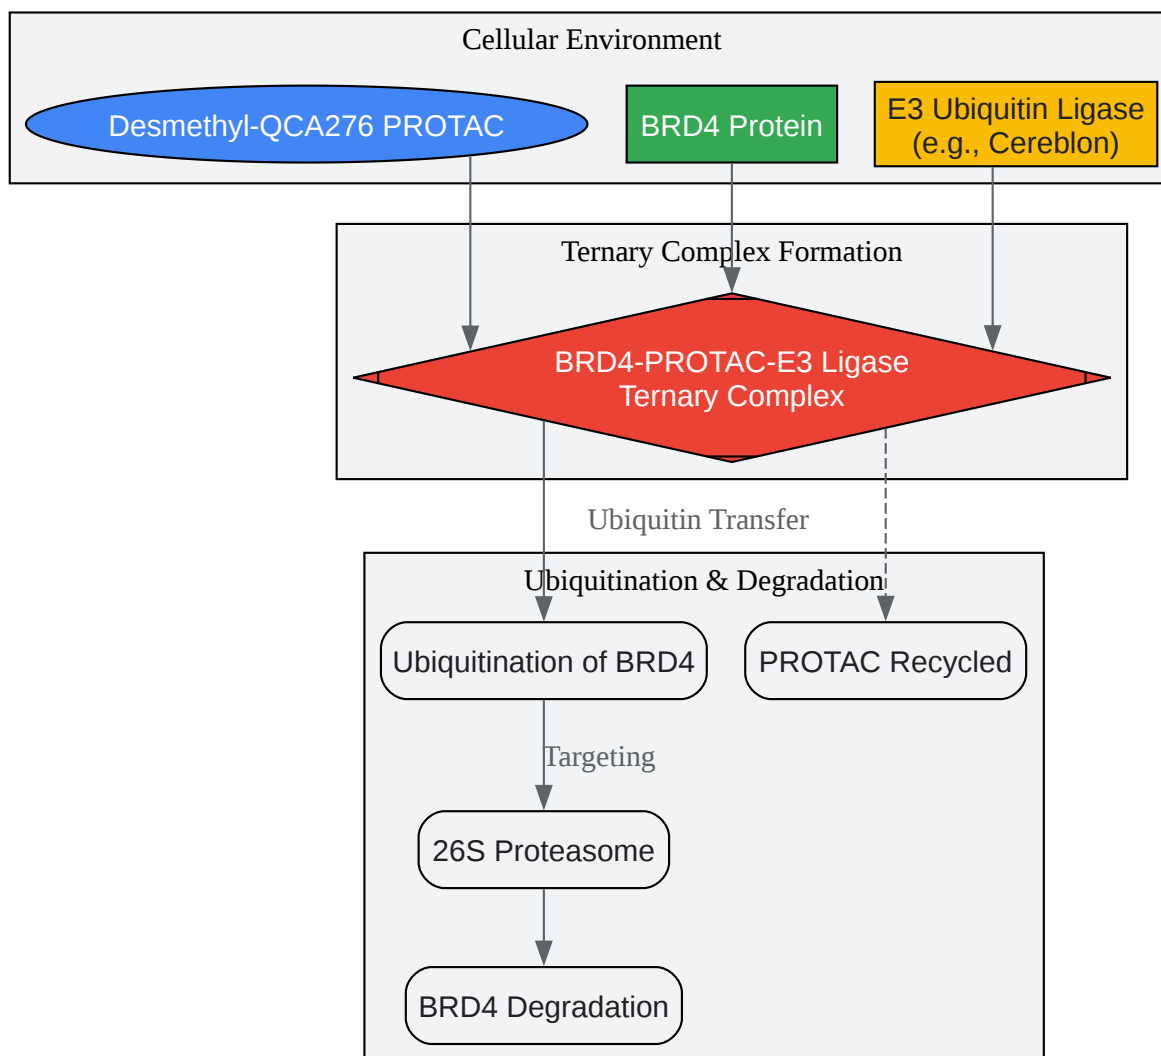 Cellular Environment
Desmethyl-QCA276 PROTAC
BRD4 Protein
E3 Ubiquitin Ligase
(e.g., Cereblon)
Ternary Complex Formation
BRD4-PROTAC-E3 Ligase
Ternary Complex
Ubiquitin Transfer
Ubiquitination & Degradation
Ubiquitination of BRD4
PROTAC Recycled
Targeting
26S Proteasome
BRD4 Degradation